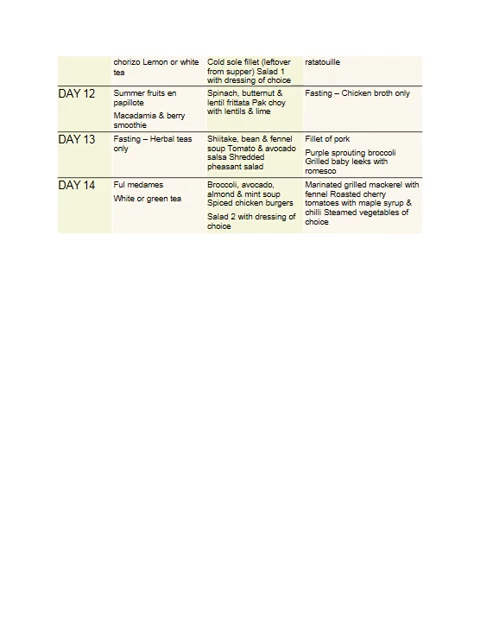 chorizo Lemon or white
tea
Cold sole fillet (leftover
from supper) Salad 1
with dressing of choice
ratatouille
DAY 12
Summer fruits en
papillote
Macadamia & berry
smoothie
Spinach, butternut &
lentil frittata Pak choy
with lentils & lime
Fasting – Chicken broth only
DAY 13
Fasting – Herbal teas
only
Shiitake, bean & fennel
soup Tomato & avocado
salsa Shredded
pheasant salad
Fillet of pork
Purple sprouting broccoli
Grilled baby leeks with
romesco
DAY 14
Ful medames
White or green tea
Broccoli, avocado,
almond & mint soup
Spiced chicken burgers
Salad 2 with dressing of
choice
Marinated grilled mackerel with
fennel Roasted cherry
tomatoes with maple syrup &
chilli Steamed vegetables of
choice